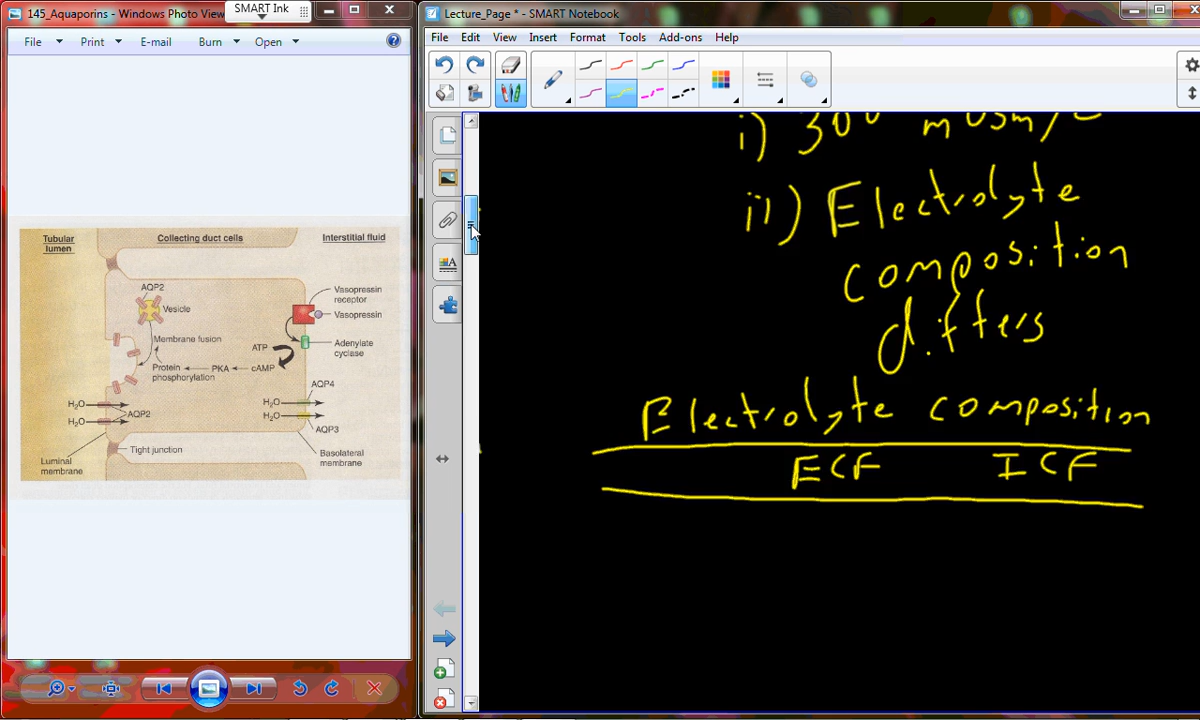 145_Aquaporins - Windows Photo View
SMART Ink
File Print E-mail Burn Open
Tubular lumen
Collecting duct cells
Interstitial fluid
AQP2
Vesicle
Vasopressin receptor
Vasopressin
Membrane fusion
ATP
Adenylate cyclase
Protein phosphorylation
PKA
cAMP
AQP4
H₂O
H₂O
AQP2
H₂O
H₂O
AQP3
Tight junction
Luminal membrane
Basolateral membrane
Lecture_Page * - SMART Notebook
File Edit View Insert Format Tools Add-ons Help
i) 300 mOsm/L
ii) Electrolyte
composition
differs
Electrolyte composition
ECF ICF